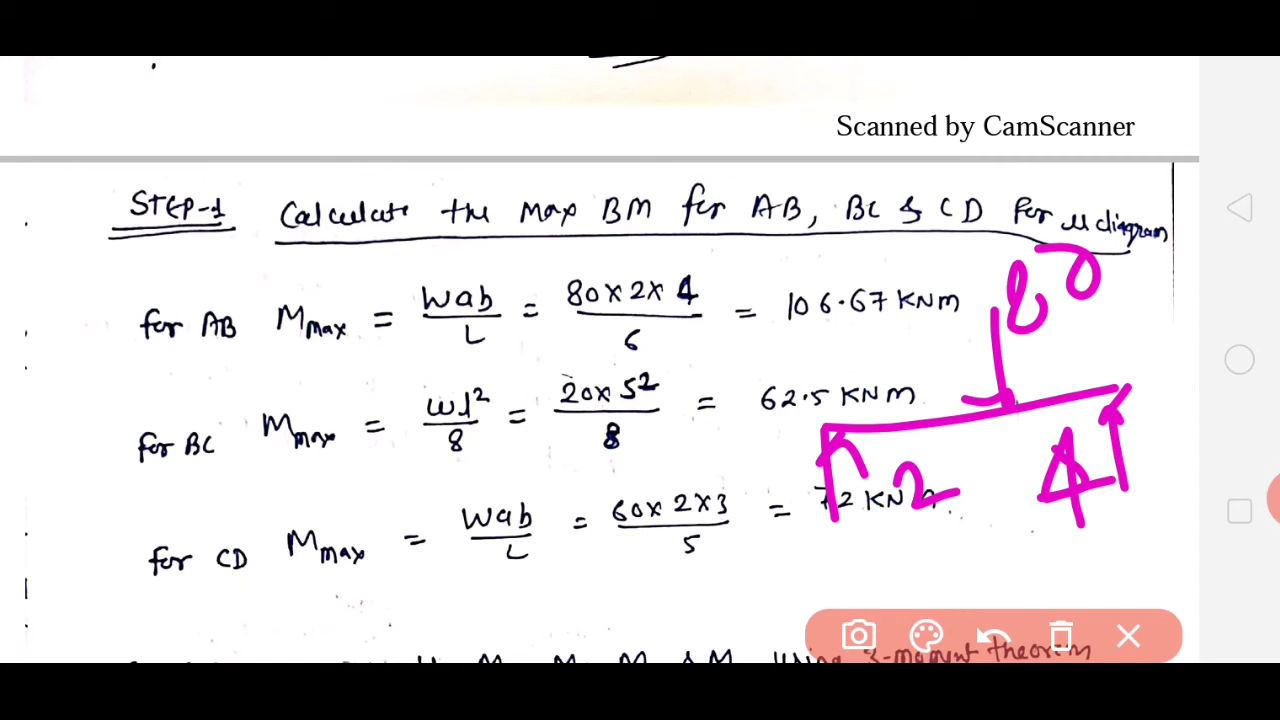 Scanned by CamScanner
STEP-1 Calculate the Max BM for AB, BC & CD for μ diagram
for AB Mmax = Wab/L = 80×2×4/6 = 106.67 KNm
for BC Mmax = wl²/8 = 20×5²/8 = 62.5 KNm
for CD Mmax = Wab/L = 60×2×3/5 = 72 KN
80
2 4
using 3-moment theorem